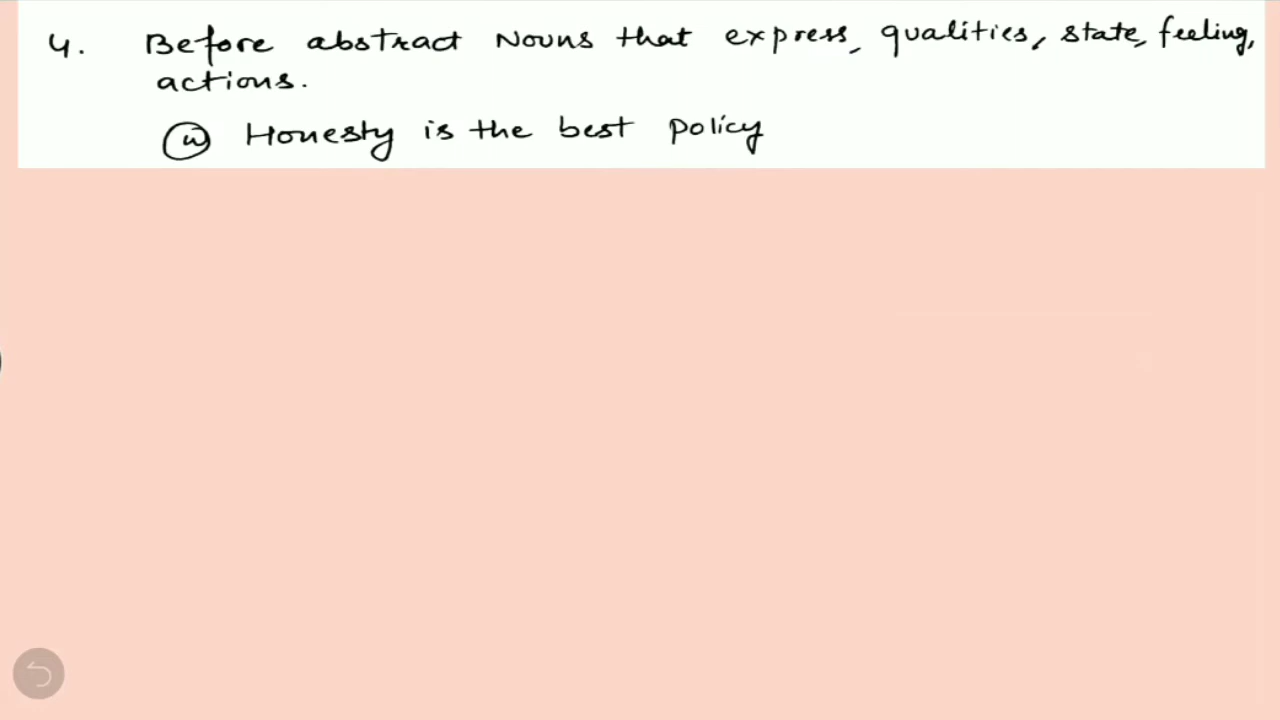 4. Before abstract Nouns that express, qualities, state, feeling,
actions.
(a) Honesty is the best policy